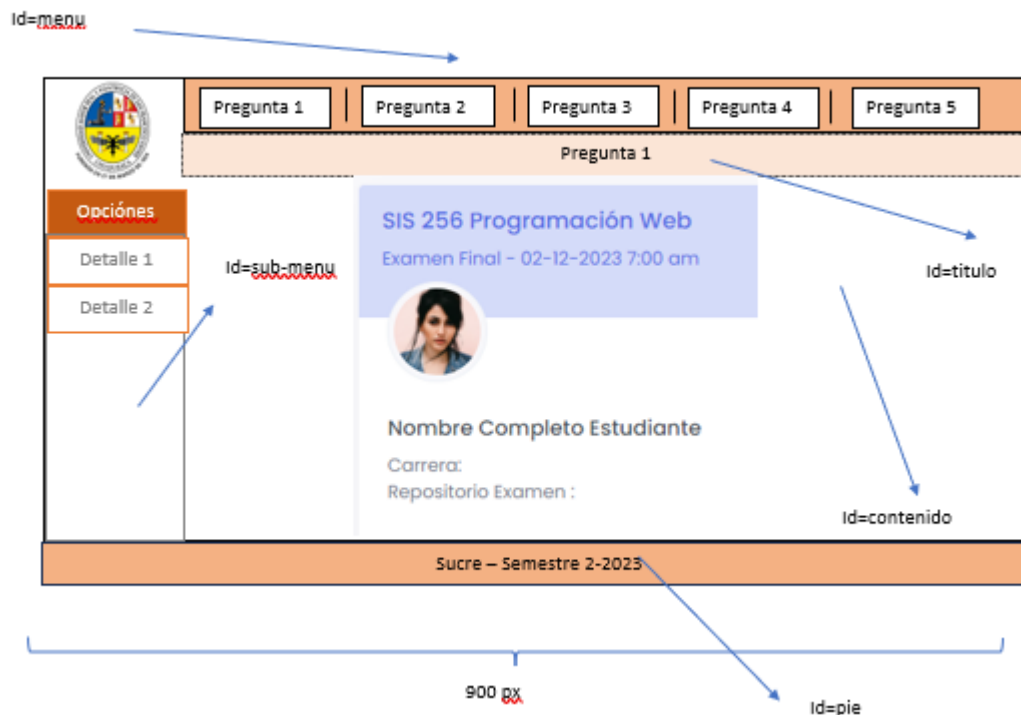 Id=menu
Pregunta 1
Pregunta 2
Pregunta 3
Pregunta 4
Pregunta 5
Pregunta 1
Opciónes
SIS 256 Programación Web
Detalle 1
Id=sub-menu
Examen Final - 02-12-2023 7:00 am
Id=titulo
Detalle 2
Nombre Completo Estudiante
Carrera:
Repositorio Examen :
Id=contenido
Sucre – Semestre 2-2023
900 px
Id=pie